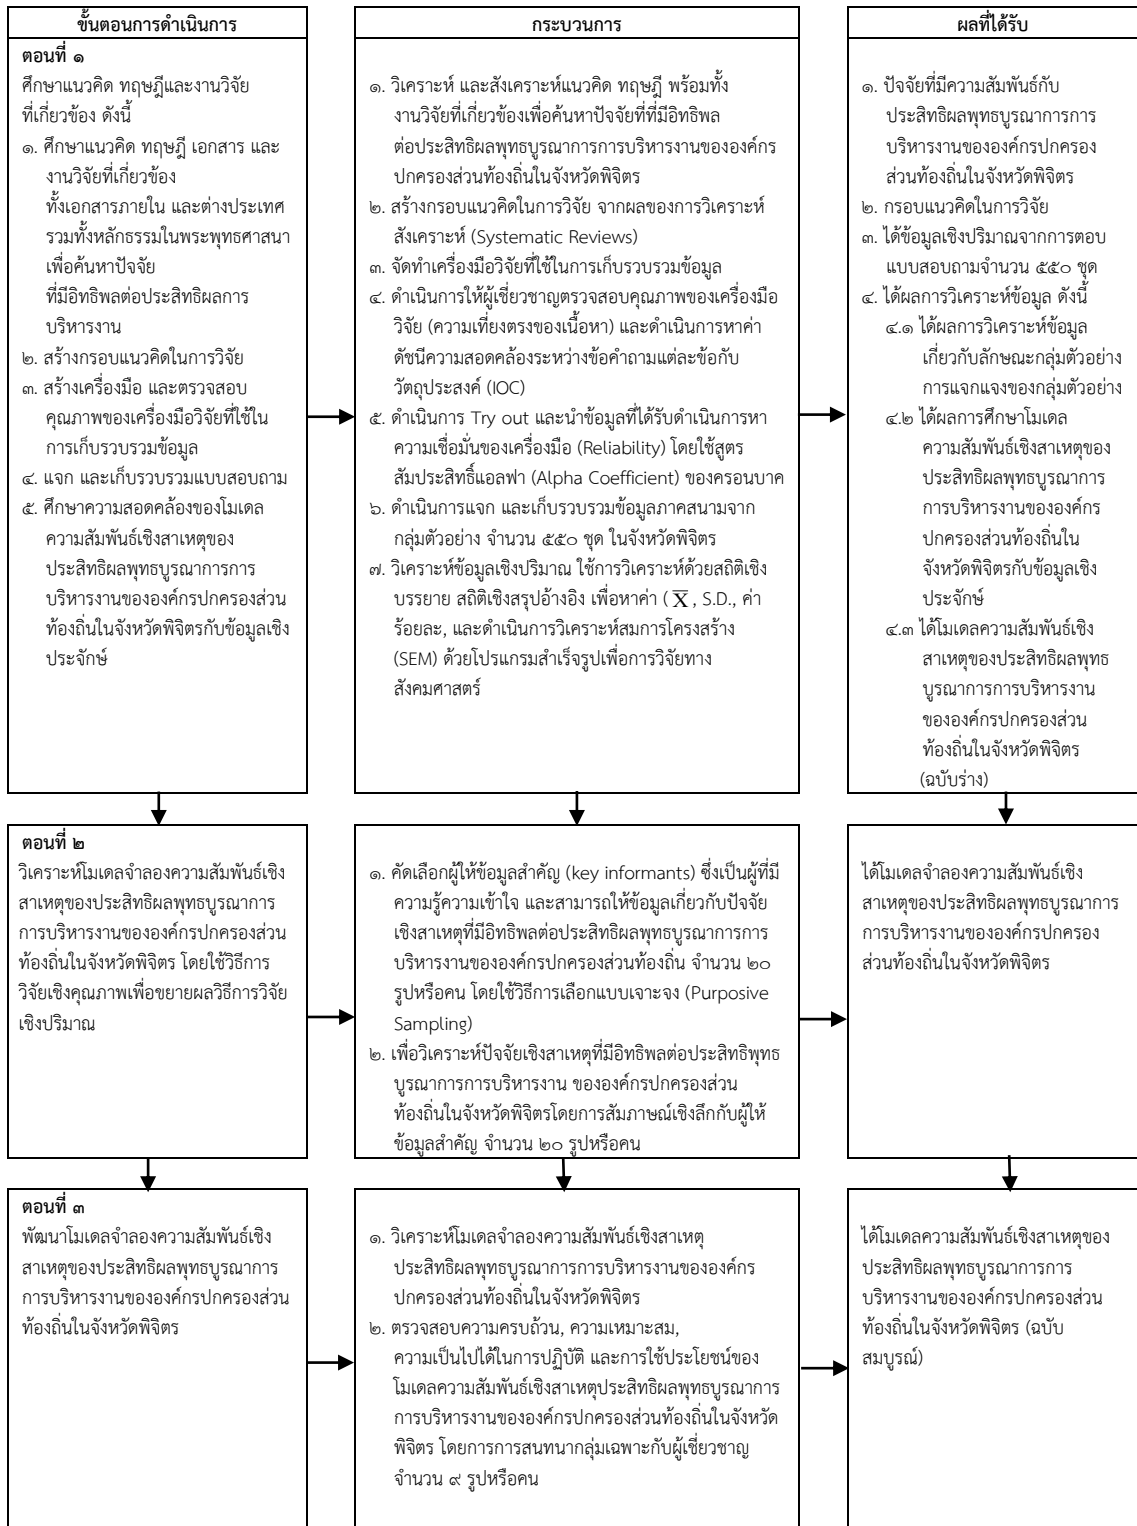 ขั้นตอนการดำเนินการ
ตอนที่ ๑
ศึกษาแนวคิด ทฤษฎีและงานวิจัย
ที่เกี่ยวข้อง ดังนี้
๑. ศึกษาแนวคิด ทฤษฎี เอกสาร และ
งานวิจัยที่เกี่ยวข้อง
ทั้งเอกสารภายใน และต่างประเทศ
รวมทั้งหลักธรรมในพระพุทธศาสนา
เพื่อค้นหาปัจจัย
ที่มีอิทธิพลต่อประสิทธิผลการ
บริหารงาน
๒. สร้างกรอบแนวคิดในการวิจัย
๓. สร้างเครื่องมือ และตรวจสอบ
คุณภาพของเครื่องมือวิจัยที่ใช้ใน
การเก็บรวบรวมข้อมูล
๔. แจก และเก็บรวบรวมแบบสอบถาม
๕. ศึกษาความสอดคล้องของโมเดล
ความสัมพันธ์เชิงสาเหตุของ
ประสิทธิผลพุทธบูรณาการการ
บริหารงานขององค์กรปกครองส่วน
ท้องถิ่นในจังหวัดพิจิตรกับข้อมูลเชิง
ประจักษ์
กระบวนการ
๑. วิเคราะห์ และสังเคราะห์แนวคิด ทฤษฎี พร้อมทั้ง
งานวิจัยที่เกี่ยวข้องเพื่อค้นหาปัจจัยที่ที่มีอิทธิพล
ต่อประสิทธิผลพุทธบูรณาการการบริหารงานขององค์กร
ปกครองส่วนท้องถิ่นในจังหวัดพิจิตร
๒. สร้างกรอบแนวคิดในการวิจัย จากผลของการวิเคราะห์
สังเคราะห์ (Systematic Reviews)
๓. จัดทำเครื่องมือวิจัยที่ใช้ในการเก็บรวบรวมข้อมูล
๔. ดำเนินการให้ผู้เชี่ยวชาญตรวจสอบคุณภาพของเครื่องมือ
วิจัย (ความเที่ยงตรงของเนื้อหา) และดำเนินการหาค่า
ดัชนีความสอดคล้องระหว่างข้อคำถามแต่ละข้อกับ
วัตถุประสงค์ (IOC)
๕. ดำเนินการ Try out และนำข้อมูลที่ได้รับดำเนินการหา
ความเชื่อมั่นของเครื่องมือ (Reliability) โดยใช้สูตร
สัมประสิทธิ์แอลฟา (Alpha Coefficient) ของครอนบาค
๖. ดำเนินการแจก และเก็บรวบรวมข้อมูลภาคสนามจาก
กลุ่มตัวอย่าง จำนวน ๕๕๐ ชุด ในจังหวัดพิจิตร
๗. วิเคราะห์ข้อมูลเชิงปริมาณ ใช้การวิเคราะห์ด้วยสถิติเชิง
บรรยาย สถิติเชิงสรุปอ้างอิง เพื่อหาค่า ( X̄ , S.D., ค่า
ร้อยละ, และดำเนินการวิเคราะห์สมการโครงสร้าง
(SEM) ด้วยโปรแกรมสำเร็จรูปเพื่อการวิจัยทาง
สังคมศาสตร์
ผลที่ได้รับ
๑. ปัจจัยที่มีความสัมพันธ์กับ
ประสิทธิผลพุทธบูรณาการการ
บริหารงานขององค์กรปกครอง
ส่วนท้องถิ่นในจังหวัดพิจิตร
๒. กรอบแนวคิดในการวิจัย
๓. ได้ข้อมูลเชิงปริมาณจากการตอบ
แบบสอบถามจำนวน ๕๕๐ ชุด
๔. ได้ผลการวิเคราะห์ข้อมูล ดังนี้
๔.๑ ได้ผลการวิเคราะห์ข้อมูล
เกี่ยวกับลักษณะกลุ่มตัวอย่าง
การแจกแจงของกลุ่มตัวอย่าง
๔.๒ ได้ผลการศึกษาโมเดล
ความสัมพันธ์เชิงสาเหตุของ
ประสิทธิผลพุทธบูรณาการ
การบริหารงานขององค์กร
ปกครองส่วนท้องถิ่นใน
จังหวัดพิจิตรกับข้อมูลเชิง
ประจักษ์
๔.๓ ได้โมเดลความสัมพันธ์เชิง
สาเหตุของประสิทธิผลพุทธ
บูรณาการการบริหารงาน
ขององค์กรปกครองส่วน
ท้องถิ่นในจังหวัดพิจิตร
(ฉบับร่าง)
ตอนที่ ๒
วิเคราะห์โมเดลจำลองความสัมพันธ์เชิง
สาเหตุของประสิทธิผลพุทธบูรณาการ
การบริหารงานขององค์กรปกครองส่วน
ท้องถิ่นในจังหวัดพิจิตร โดยใช้วิธีการ
วิจัยเชิงคุณภาพเพื่อขยายผลวิธีการวิจัย
เชิงปริมาณ
๑. คัดเลือกผู้ให้ข้อมูลสำคัญ (key informants) ซึ่งเป็นผู้ที่มี
ความรู้ความเข้าใจ และสามารถให้ข้อมูลเกี่ยวกับปัจจัย
เชิงสาเหตุที่มีอิทธิพลต่อประสิทธิผลพุทธบูรณาการการ
บริหารงานขององค์กรปกครองส่วนท้องถิ่น จำนวน ๒๐
รูปหรือคน โดยใช้วิธีการเลือกแบบเจาะจง (Purposive
Sampling)
๒. เพื่อวิเคราะห์ปัจจัยเชิงสาเหตุที่มีอิทธิพลต่อประสิทธิพุทธ
บูรณาการการบริหารงาน ขององค์กรปกครองส่วน
ท้องถิ่นในจังหวัดพิจิตรโดยการสัมภาษณ์เชิงลึกกับผู้ให้
ข้อมูลสำคัญ จำนวน ๒๐ รูปหรือคน
ได้โมเดลจำลองความสัมพันธ์เชิง
สาเหตุของประสิทธิผลพุทธบูรณาการ
การบริหารงานขององค์กรปกครอง
ส่วนท้องถิ่นในจังหวัดพิจิตร
ตอนที่ ๓
พัฒนาโมเดลจำลองความสัมพันธ์เชิง
สาเหตุของประสิทธิผลพุทธบูรณาการ
การบริหารงานขององค์กรปกครองส่วน
ท้องถิ่นในจังหวัดพิจิตร
๑. วิเคราะห์โมเดลจำลองความสัมพันธ์เชิงสาเหตุ
ประสิทธิผลพุทธบูรณาการการบริหารงานขององค์กร
ปกครองส่วนท้องถิ่นในจังหวัดพิจิตร
๒. ตรวจสอบความครบถ้วน, ความเหมาะสม,
ความเป็นไปได้ในการปฏิบัติ และการใช้ประโยชน์ของ
โมเดลความสัมพันธ์เชิงสาเหตุประสิทธิผลพุทธบูรณาการ
การบริหารงานขององค์กรปกครองส่วนท้องถิ่นในจังหวัด
พิจิตร โดยการการสนทนากลุ่มเฉพาะกับผู้เชี่ยวชาญ
จำนวน ๙ รูปหรือคน
ได้โมเดลความสัมพันธ์เชิงสาเหตุของ
ประสิทธิผลพุทธบูรณาการการ
บริหารงานขององค์กรปกครองส่วน
ท้องถิ่นในจังหวัดพิจิตร (ฉบับ
สมบูรณ์)